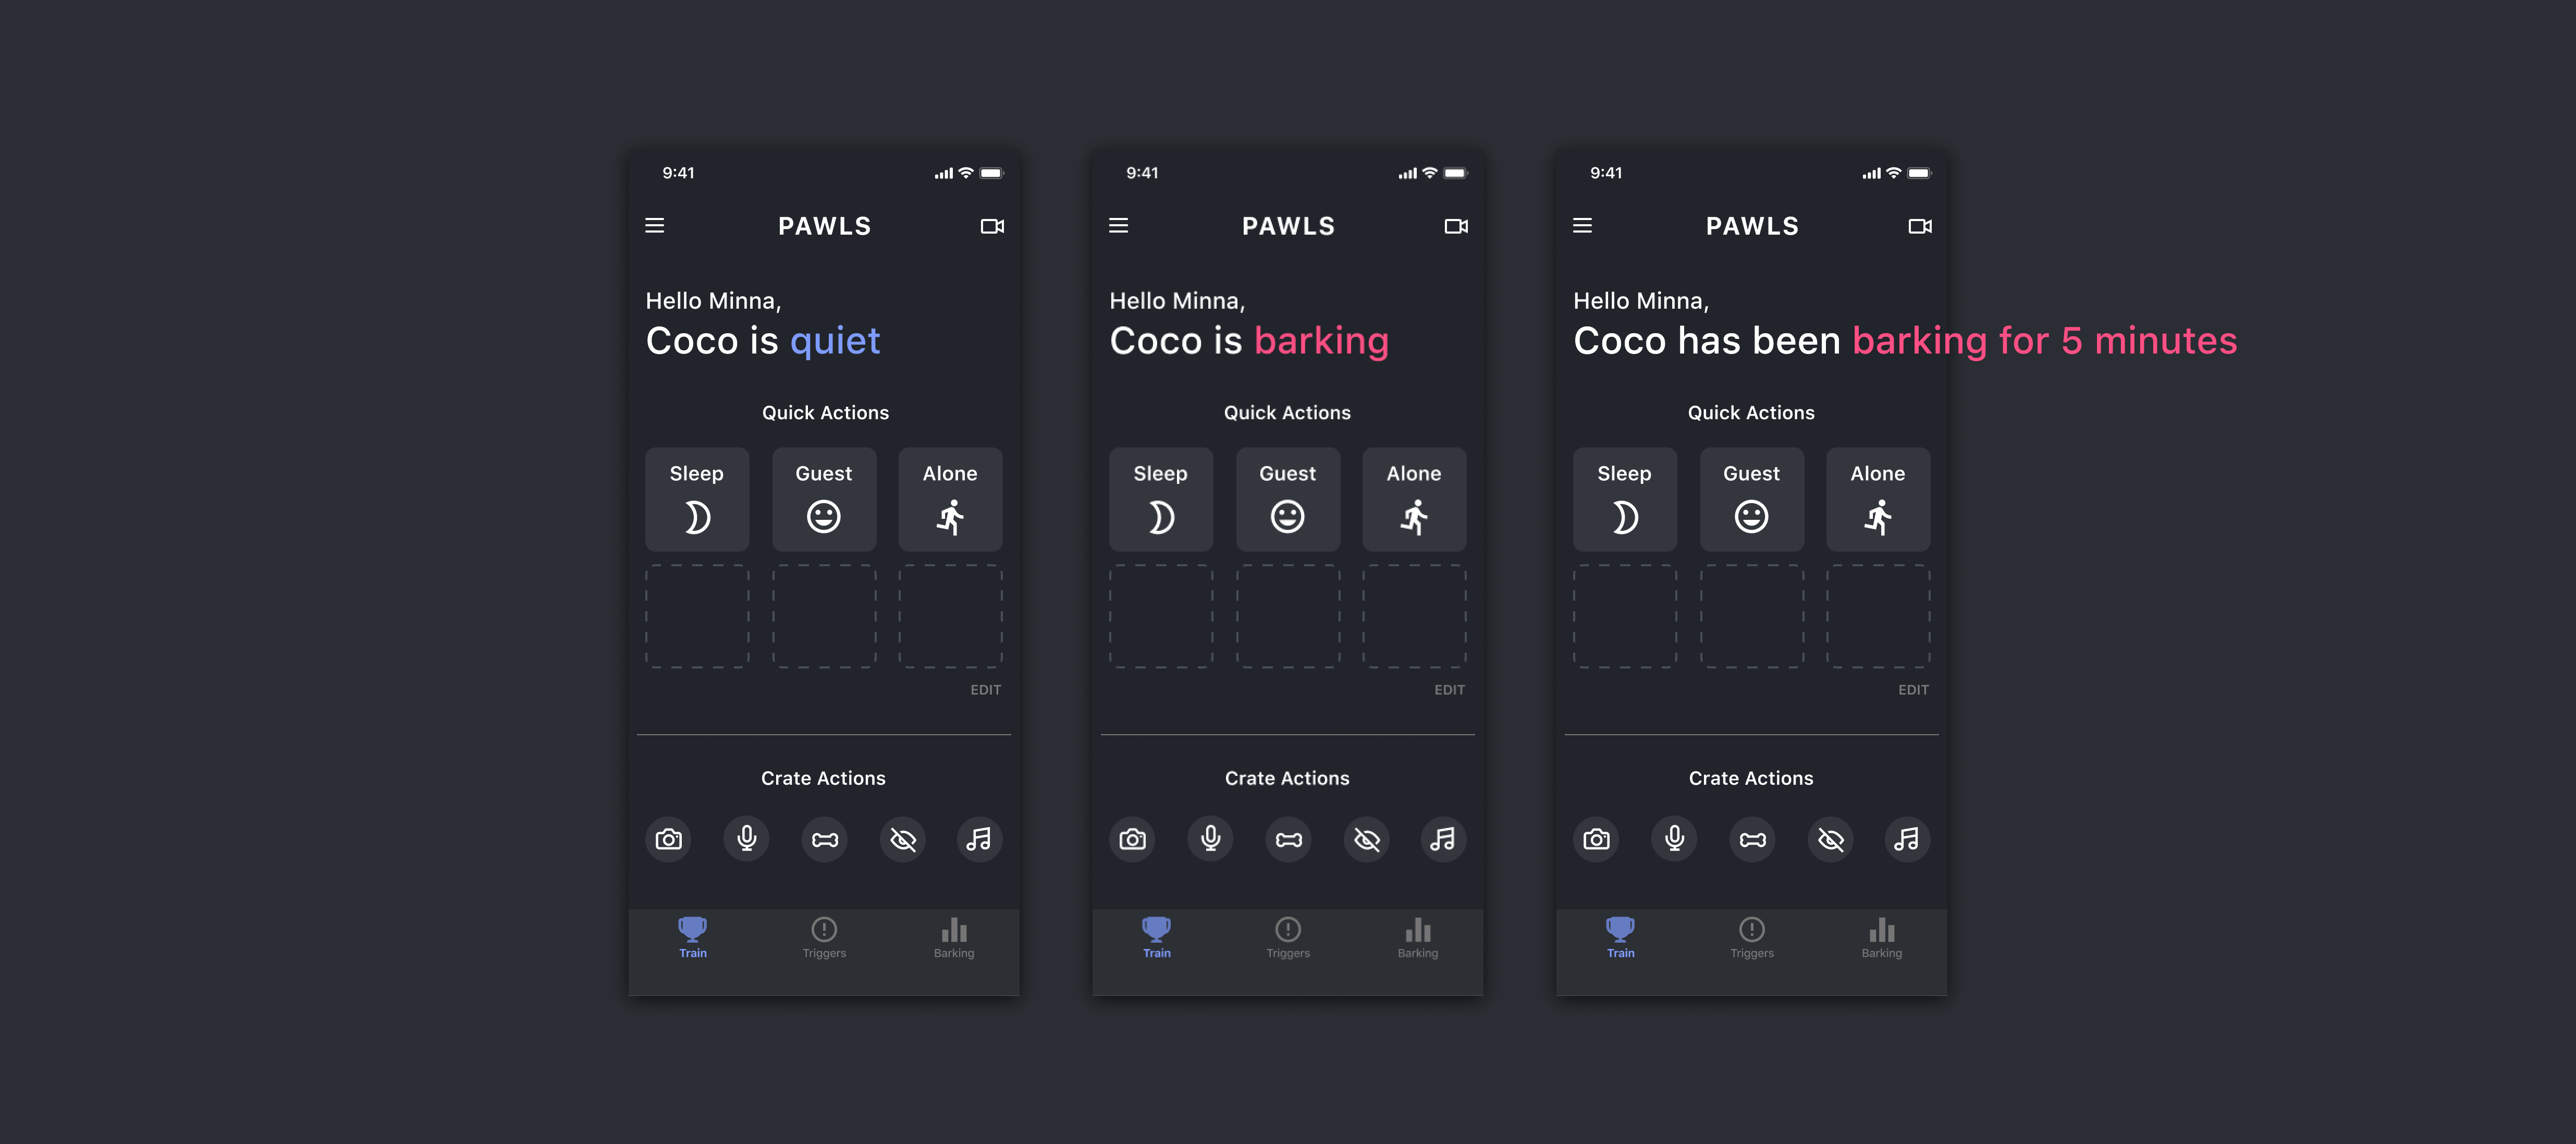 9:41
PAWLS
Hello Minna,
Coco is quiet
Quick Actions
Sleep
Guest
Alone
EDIT
Crate Actions
Train
Triggers
Barking
9:41
PAWLS
Hello Minna,
Coco is barking
Quick Actions
Sleep
Guest
Alone
EDIT
Crate Actions
Train
Triggers
Barking
9:41
PAWLS
Hello Minna,
Coco has been barking for 5 minutes
Quick Actions
Sleep
Guest
Alone
EDIT
Crate Actions
Train
Triggers
Barking